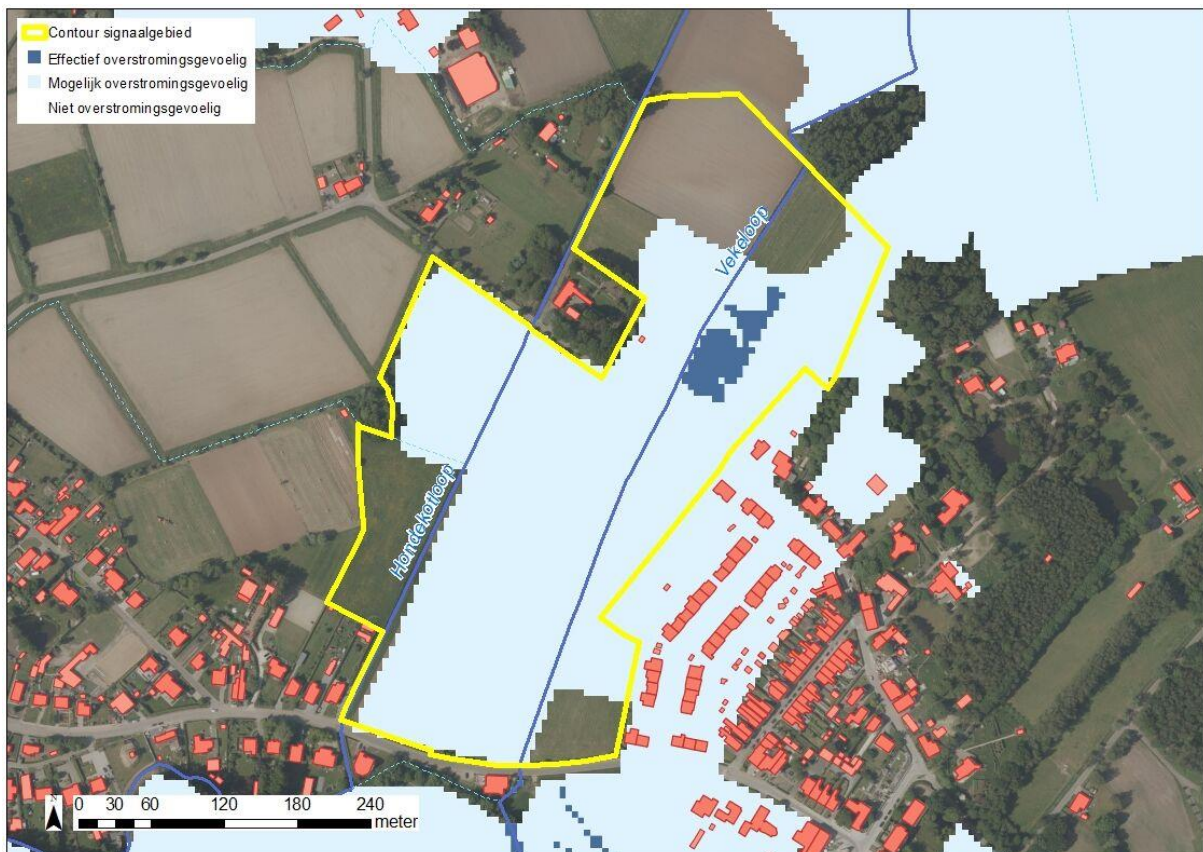 Contour signaalgebied
Effectief overstromingsgevoelig
Mogelijk overstromingsgevoelig
Niet overstromingsgevoelig
Vekeloop
Hondekotloop
N
0 30 60 120 180 240
meter